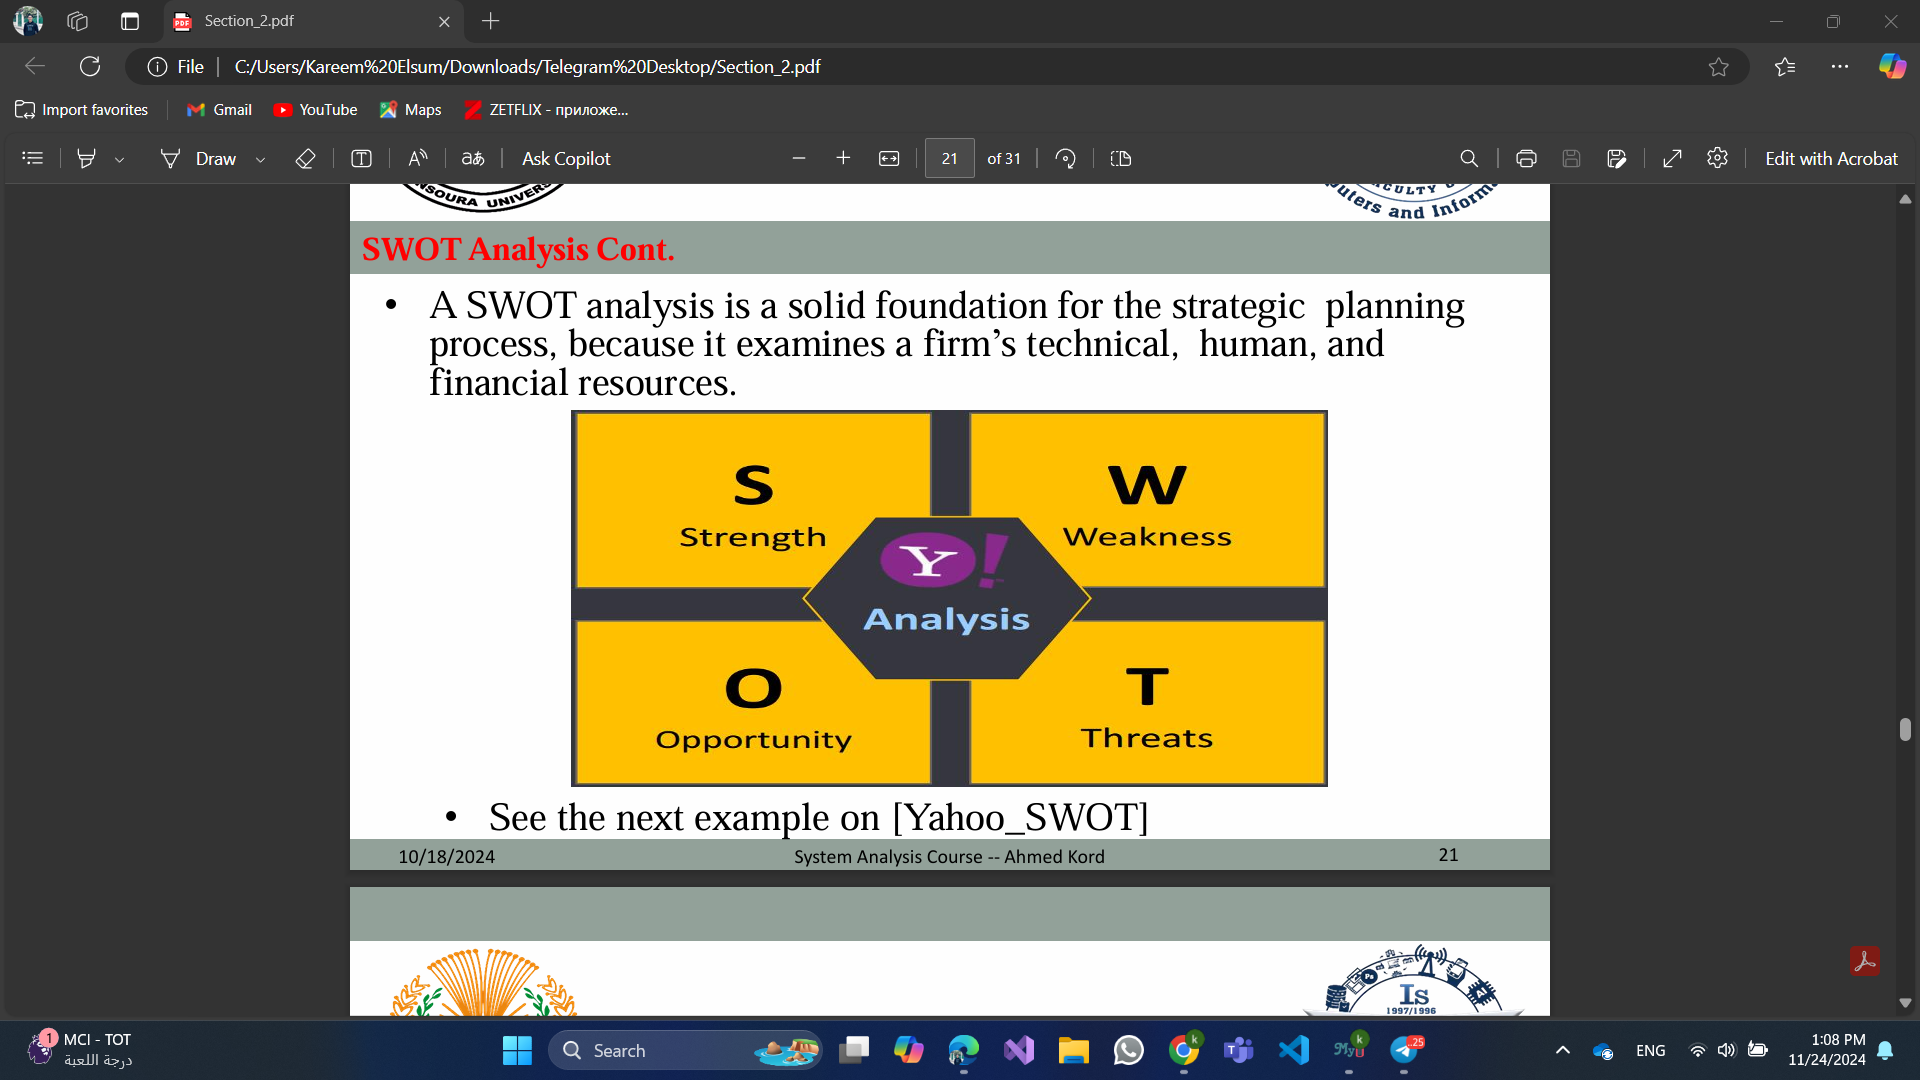 Section_2.pdf
File
C:/Users/Kareem%20Elsum/Downloads/Telegram%20Desktop/Section_2.pdf
Import favorites
Gmail
YouTube
Maps
ZETFLIX - приложе...
Draw
Ask Copilot
21
of 31
Edit with Acrobat
UNIVER
Computers and Inform
SWOT Analysis Cont.
• A SWOT analysis is a solid foundation for the strategic planning
process, because it examines a firm's technical, human, and
financial resources.
S
Strength
W
Weakness
Y!
Analysis
O
Opportunity
T
Threats
• See the next example on [Yahoo_SWOT]
10/18/2024
System Analysis Course -- Ahmed Kord
21
Is
1997/1996
1
MCI - TOT
درجة اللعبة
Search
ENG
1:08 PM
11/24/2024